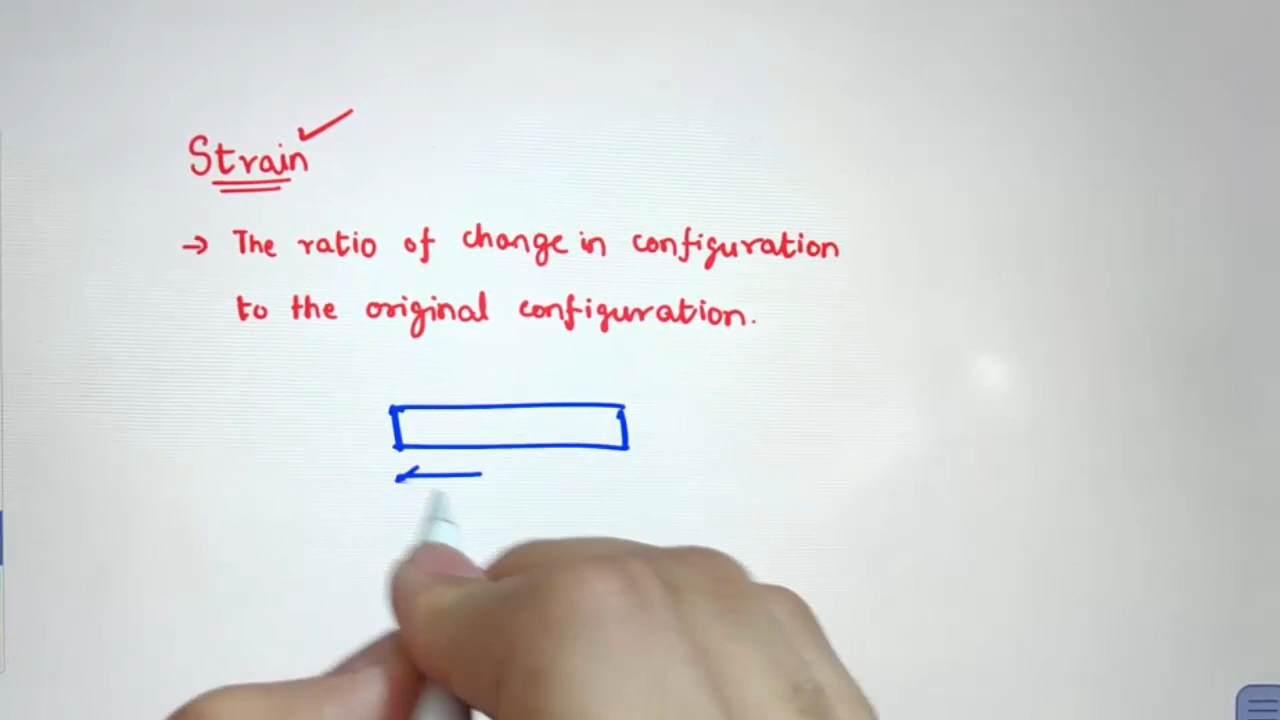 Strain
→ The ratio of change in configuration
to the original configuration.